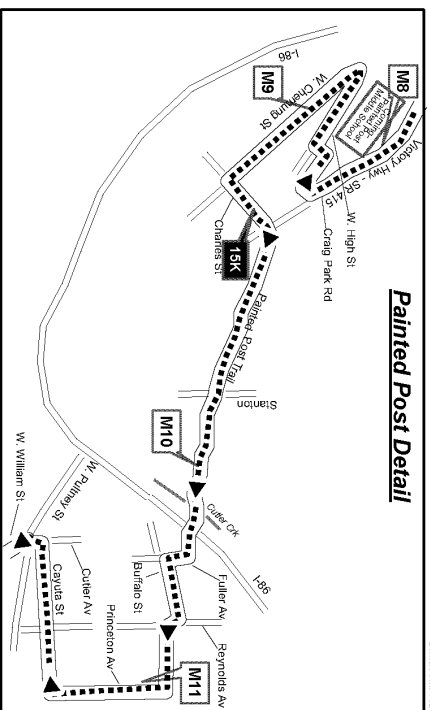 Painted Post Detail
M8
Victory Hwy - SR 415
Corning-
Painted Post
Middle School
I-86
M9
W. Chemung St
W. High St
Craig Park Rd
Charles St
15K
Painted Post Trail
Stanton
M10
Cutler Crk
I-86
W. Pultney St
W. William St
Cutler Av
Cayuta St
Buffalo St
Fuller Av
Princeton Av
Reynolds Av
M11